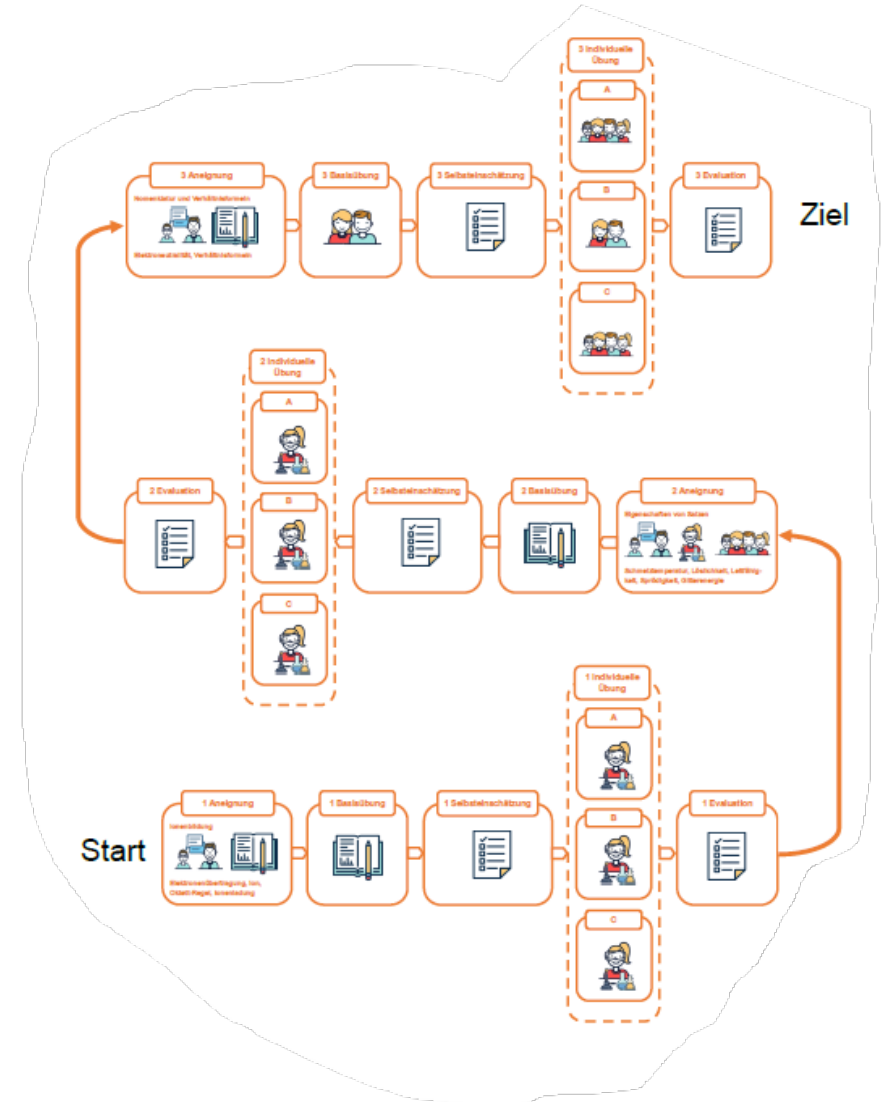 3 Individuelle
Übung
A
3 Aneignung
3 Basisübung
3 Selbsteinschätzung
B
3 Evaluation
Nomenklatur und Verhältnisformeln
Elektroneutralität, Verhältnisformeln
Ziel
C
2 Individuelle
Übung
A
2 Evaluation
B
2 Selbsteinschätzung
2 Basisübung
2 Aneignung
Eigenschaften von Salzen
Schmelztemperatur, Löslichkeit, Leitfähig-
keit, Sprödigkeit, Gitterenergie
C
1 Individuelle
Übung
A
1 Aneignung
1 Basisübung
1 Selbsteinschätzung
B
1 Evaluation
Ionenbildung
Start
Elektronenübertragung, Ion,
Oktett-Regel, Ionenladung
C